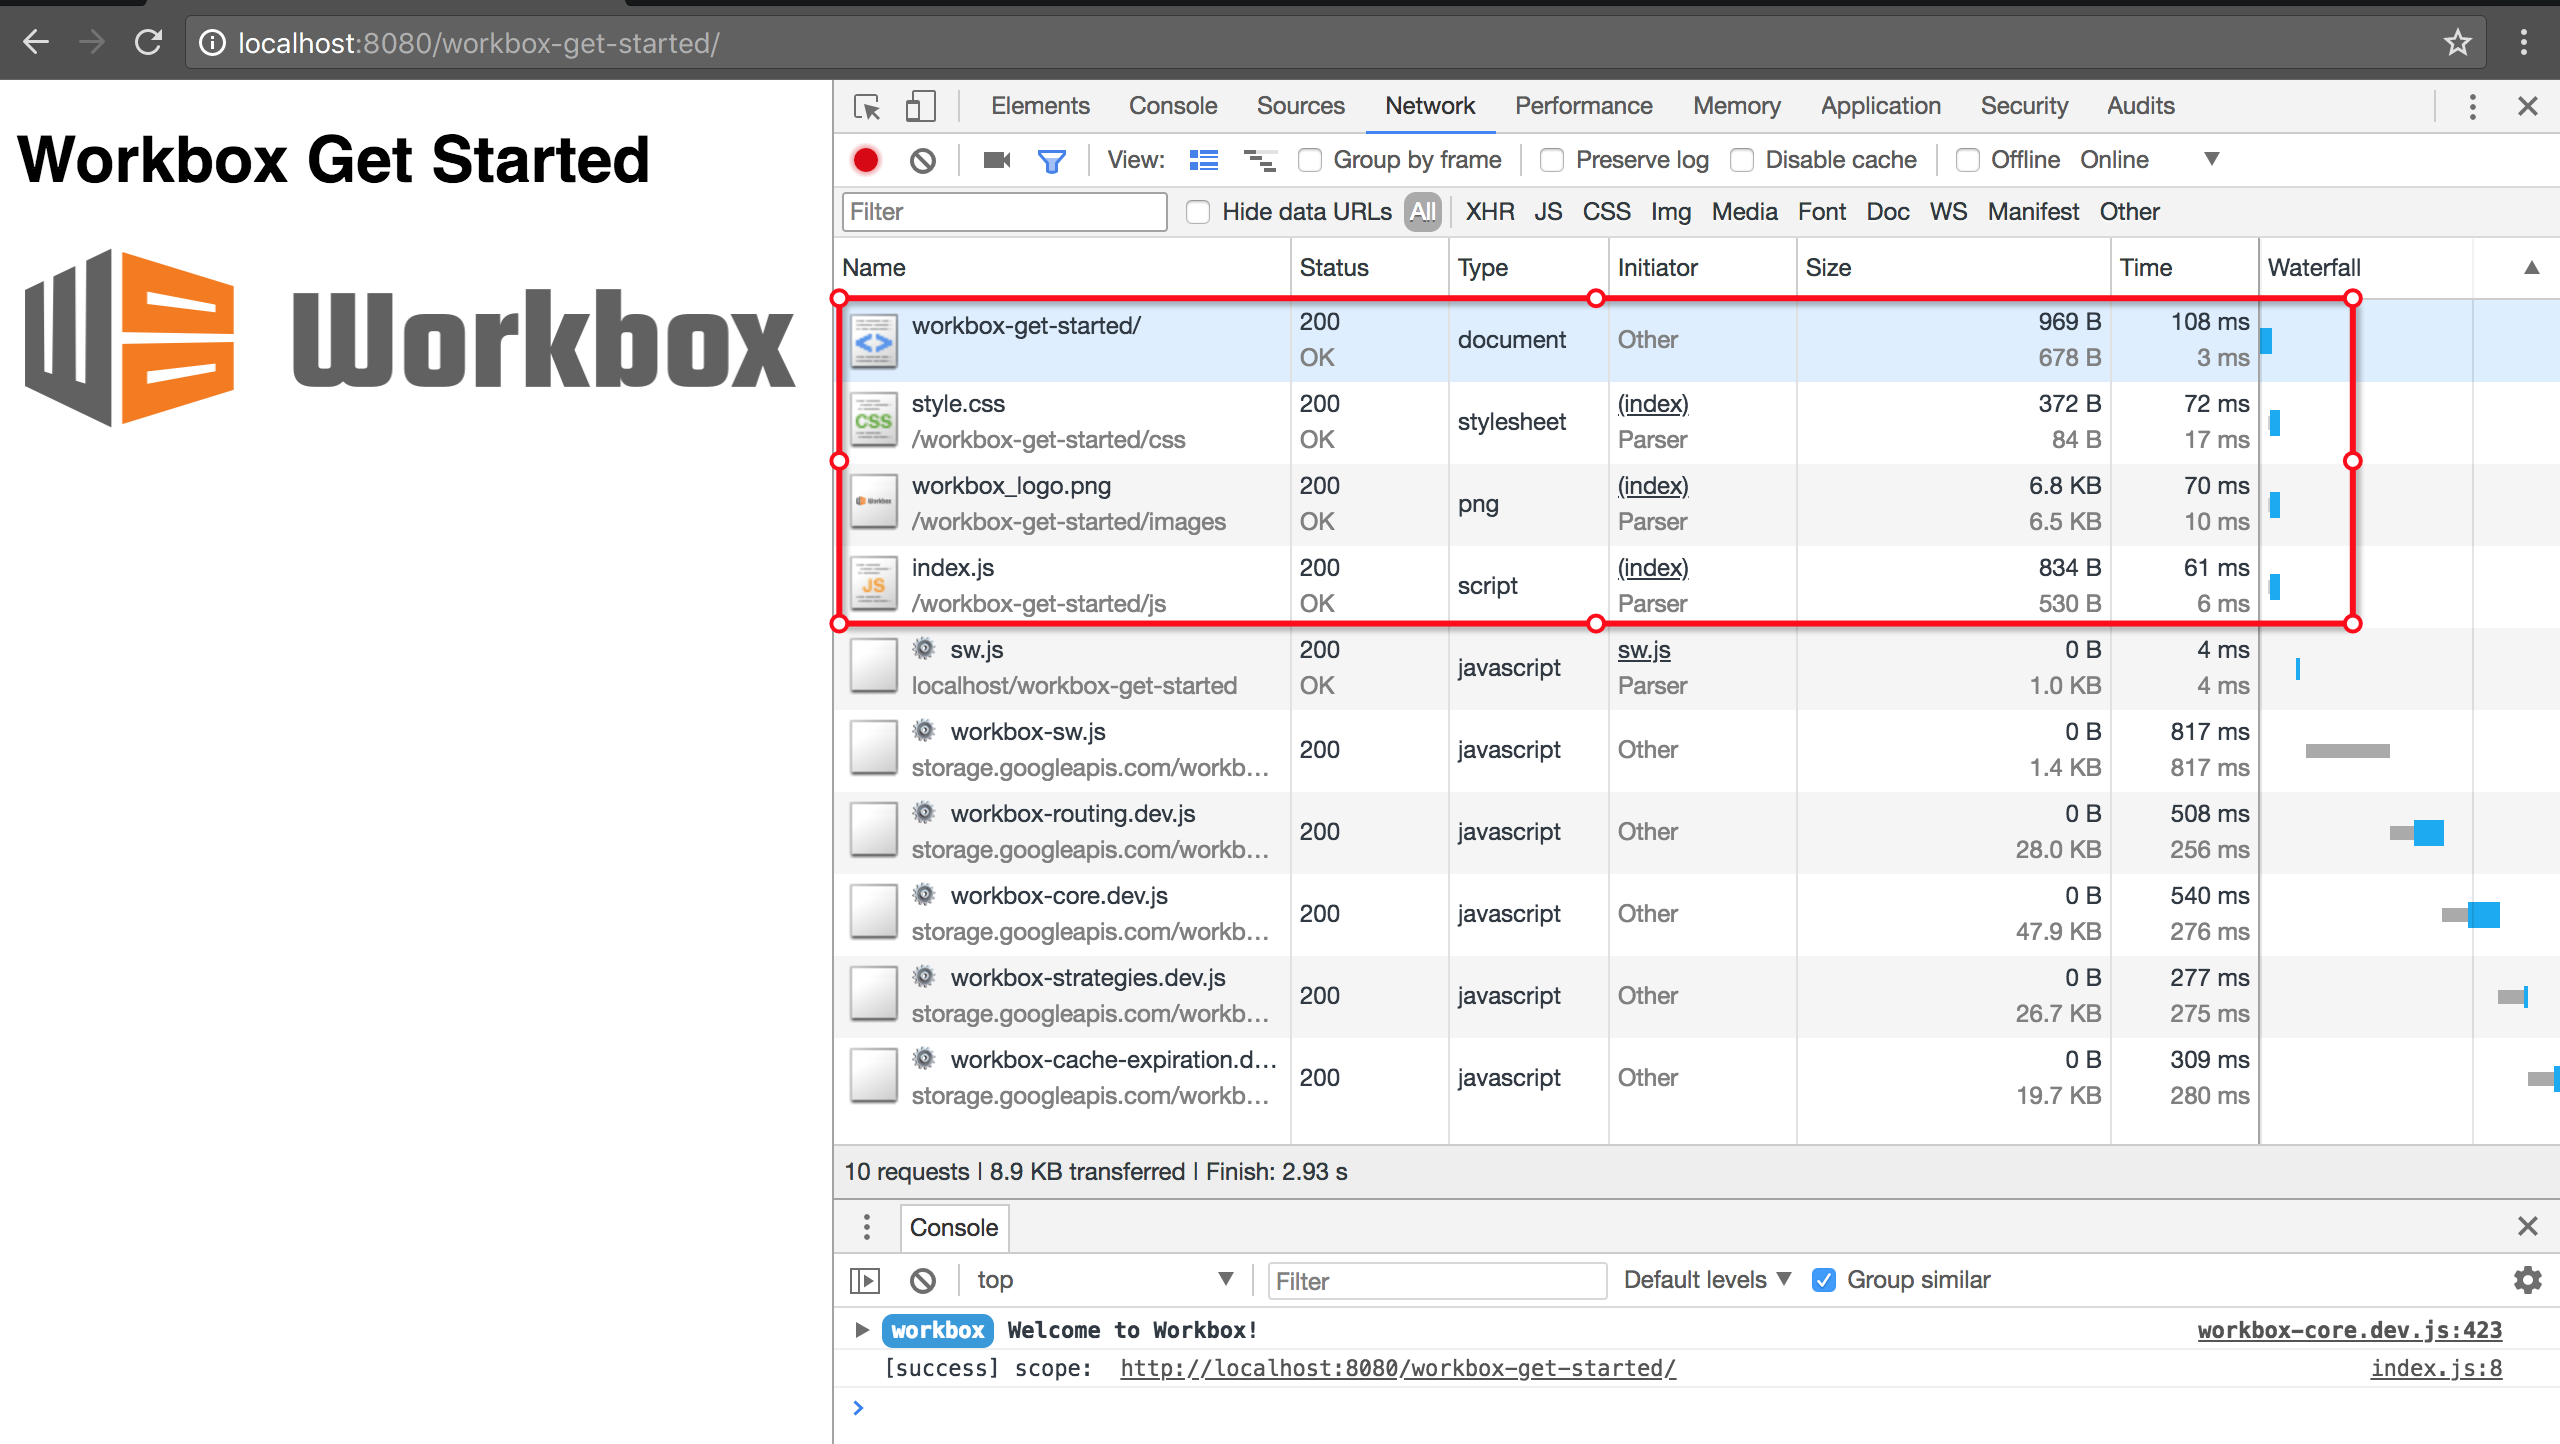 localhost:8080/workbox-get-started/
Workbox Get Started
Workbox
Elements Console Sources Network Performance Memory Application Security Audits
View: Group by frame Preserve log Disable cache Offline Online
Filter Hide data URLs All XHR JS CSS Img Media Font Doc WS Manifest Other
Name Status Type Initiator Size Time Waterfall
workbox-get-started/ 200 OK document Other 969 B 678 B 108 ms 3 ms
style.css /workbox-get-started/css 200 OK stylesheet (index) Parser 372 B 84 B 72 ms 17 ms
workbox_logo.png /workbox-get-started/images 200 OK png (index) Parser 6.8 KB 6.5 KB 70 ms 10 ms
index.js /workbox-get-started/js 200 OK script (index) Parser 834 B 530 B 61 ms 6 ms
sw.js localhost/workbox-get-started 200 OK javascript sw.js Parser 0 B 1.0 KB 4 ms 4 ms
workbox-sw.js storage.googleapis.com/workb… 200 javascript Other 0 B 1.4 KB 817 ms 817 ms
workbox-routing.dev.js storage.googleapis.com/workb… 200 javascript Other 0 B 28.0 KB 508 ms 256 ms
workbox-core.dev.js storage.googleapis.com/workb… 200 javascript Other 0 B 47.9 KB 540 ms 276 ms
workbox-strategies.dev.js storage.googleapis.com/workb… 200 javascript Other 0 B 26.7 KB 277 ms 275 ms
workbox-cache-expiration.d… storage.googleapis.com/workb… 200 javascript Other 0 B 19.7 KB 309 ms 280 ms
10 requests | 8.9 KB transferred | Finish: 2.93 s
Console
top Filter Default levels Group similar
workbox Welcome to Workbox! workbox-core.dev.js:423
[success] scope: http://localhost:8080/workbox-get-started/ index.js:8